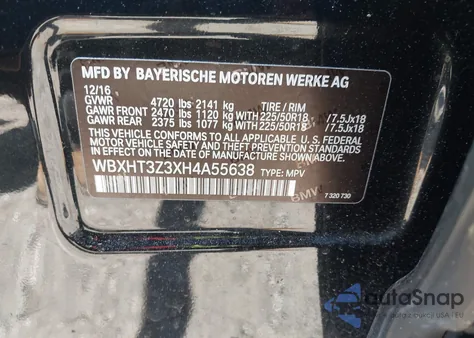 MFD BY BAYERISCHE MOTOREN WERKE AG
12/16
GVWR 4720 lbs 2141 kg TIRE / RIM
GAWR FRONT 2470 lbs 1120 kg WITH 225/50R18 /7.5Jx18
GAWR REAR 2375 lbs 1077 kg WITH 225/50R18 /7.5Jx18
THIS VEHICLE CONFORMS TO ALL APPLICABLE U. S. FEDERAL
MOTOR VEHICLE SAFETY, BUMPER, AND THEFT PREVENTION
STANDARDS IN EFFECT ON THE DATE OF MANUFACTURE SHOWN ABOVE.
WBXHT3Z3XH4A55638 TYPE: MPV
BMW
7 320 730
autoSnap